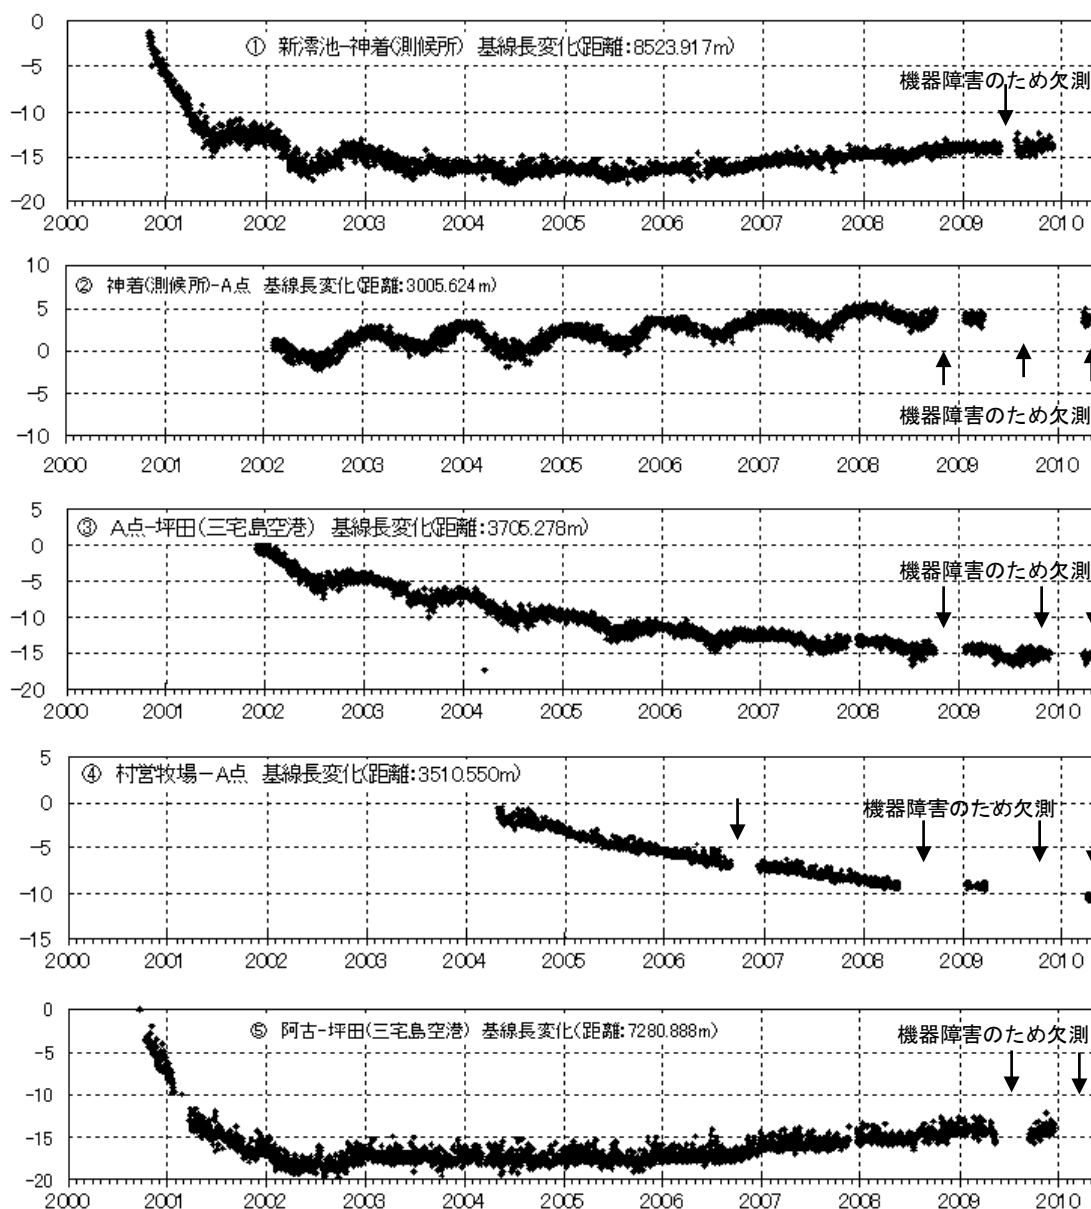 0
① 新澪池-神着(測候所) 基線長変化(距離:8523.917m)
-5
機器障害のため欠測
-10
-15
-20
2000 2001 2002 2003 2004 2005 2006 2007 2008 2009 2010
10
② 神着(測候所)-A点 基線長変化(距離:3005.624m)
5
0
-5
機器障害のため欠測
-10
2000 2001 2002 2003 2004 2005 2006 2007 2008 2009 2010
5
③ A点-坪田(三宅島空港) 基線長変化(距離:3705.278m)
0
機器障害のため欠測
-5
-10
-15
-20
2000 2001 2002 2003 2004 2005 2006 2007 2008 2009 2010
5
④ 村営牧場-A点 基線長変化(距離:3510.550m)
0
機器障害のため欠測
-5
-10
-15
2000 2001 2002 2003 2004 2005 2006 2007 2008 2009 2010
0
⑤ 阿古-坪田(三宅島空港) 基線長変化(距離:7280.888m)
機器障害のため欠測
-5
-10
-15
-20
2000 2001 2002 2003 2004 2005 2006 2007 2008 2009 2010